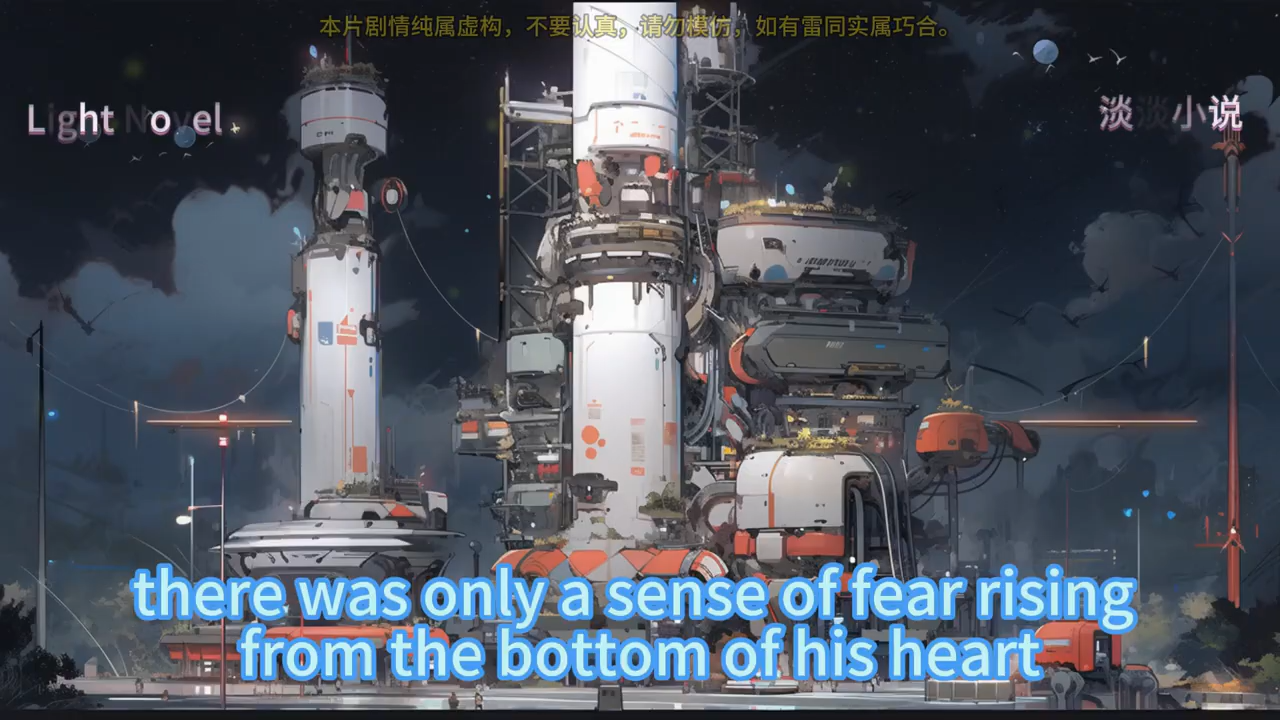 本片剧情纯属虚构，不要认真，请勿模仿，如有雷同实属巧合。
Light Novel
淡淡小说
there was only a sense of fear rising
from the bottom of his heart